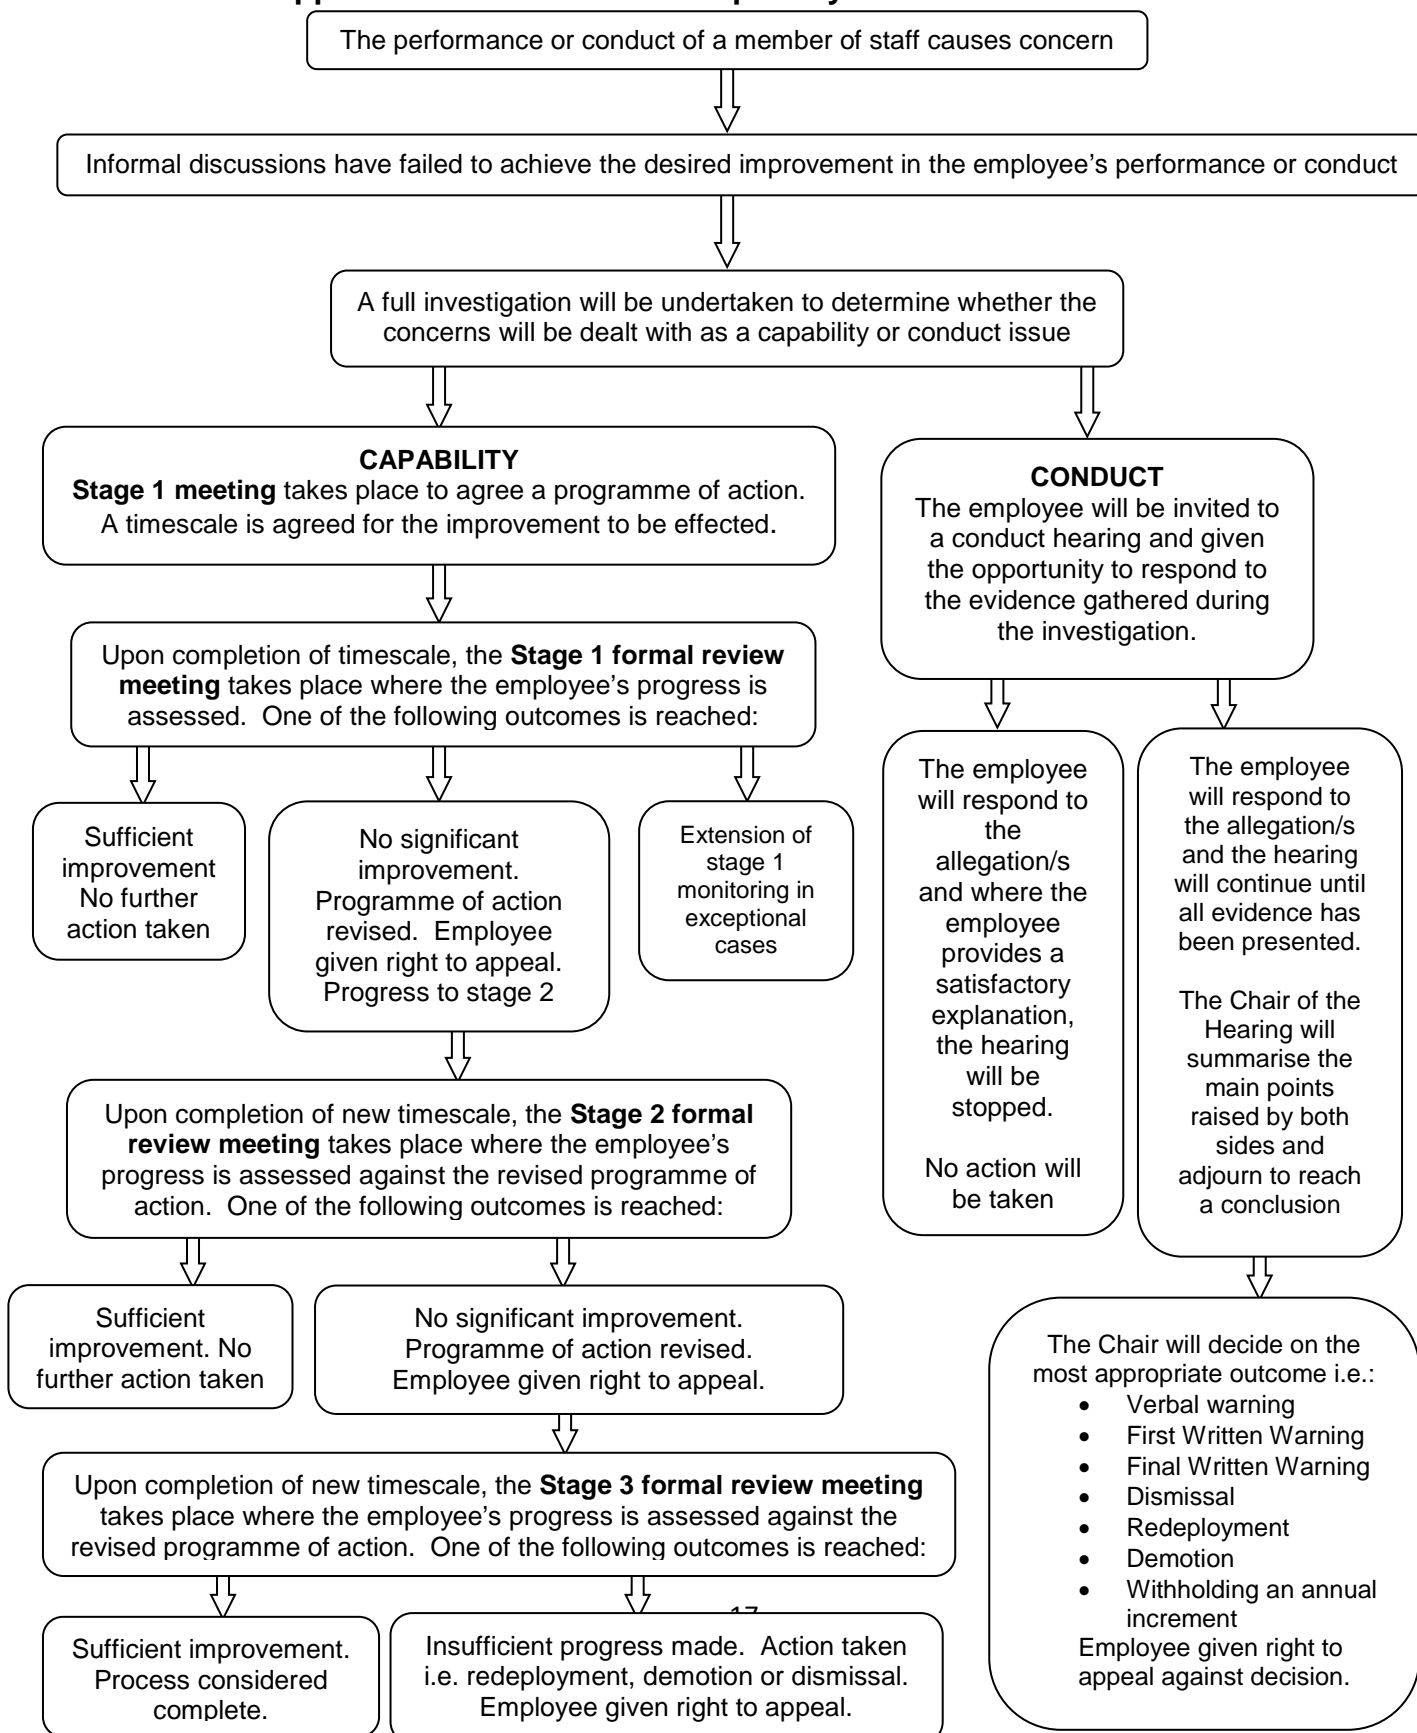 The performance or conduct of a member of staff causes concern
Informal discussions have failed to achieve the desired improvement in the employee’s performance or conduct
A full investigation will be undertaken to determine whether the
concerns will be dealt with as a capability or conduct issue
CAPABILITY
Stage 1 meeting takes place to agree a programme of action.
A timescale is agreed for the improvement to be effected.
CONDUCT
The employee will be invited to
a conduct hearing and given
the opportunity to respond to
the evidence gathered during
the investigation.
Upon completion of timescale, the Stage 1 formal review
meeting takes place where the employee’s progress is
assessed.  One of the following outcomes is reached:
Sufficient
improvement
No further
action taken
No significant
improvement.
Programme of action
revised.  Employee
given right to appeal.
Progress to stage 2
Extension of
stage 1
monitoring in
exceptional
cases
The employee
will respond to
the
allegation/s
and where the
employee
provides a
satisfactory
explanation,
the hearing
will be
stopped.
No action will
be taken
The employee
will respond to
the allegation/s
and the hearing
will continue until
all evidence has
been presented.
The Chair of the
Hearing will
summarise the
main points
raised by both
sides and
adjourn to reach
a conclusion
Upon completion of new timescale, the Stage 2 formal
review meeting takes place where the employee’s
progress is assessed against the revised programme of
action.  One of the following outcomes is reached:
Sufficient
improvement. No
further action taken
No significant improvement.
Programme of action revised.
Employee given right to appeal.
The Chair will decide on the
most appropriate outcome i.e.:
• Verbal warning
• First Written Warning
• Final Written Warning
• Dismissal
• Redeployment
• Demotion
• Withholding an annual
increment
Employee given right to
appeal against decision.
Upon completion of new timescale, the Stage 3 formal review meeting
takes place where the employee’s progress is assessed against the
revised programme of action.  One of the following outcomes is reached:
Sufficient improvement.
Process considered
complete.
Insufficient progress made.  Action taken
i.e. redeployment, demotion or dismissal.
Employee given right to appeal.